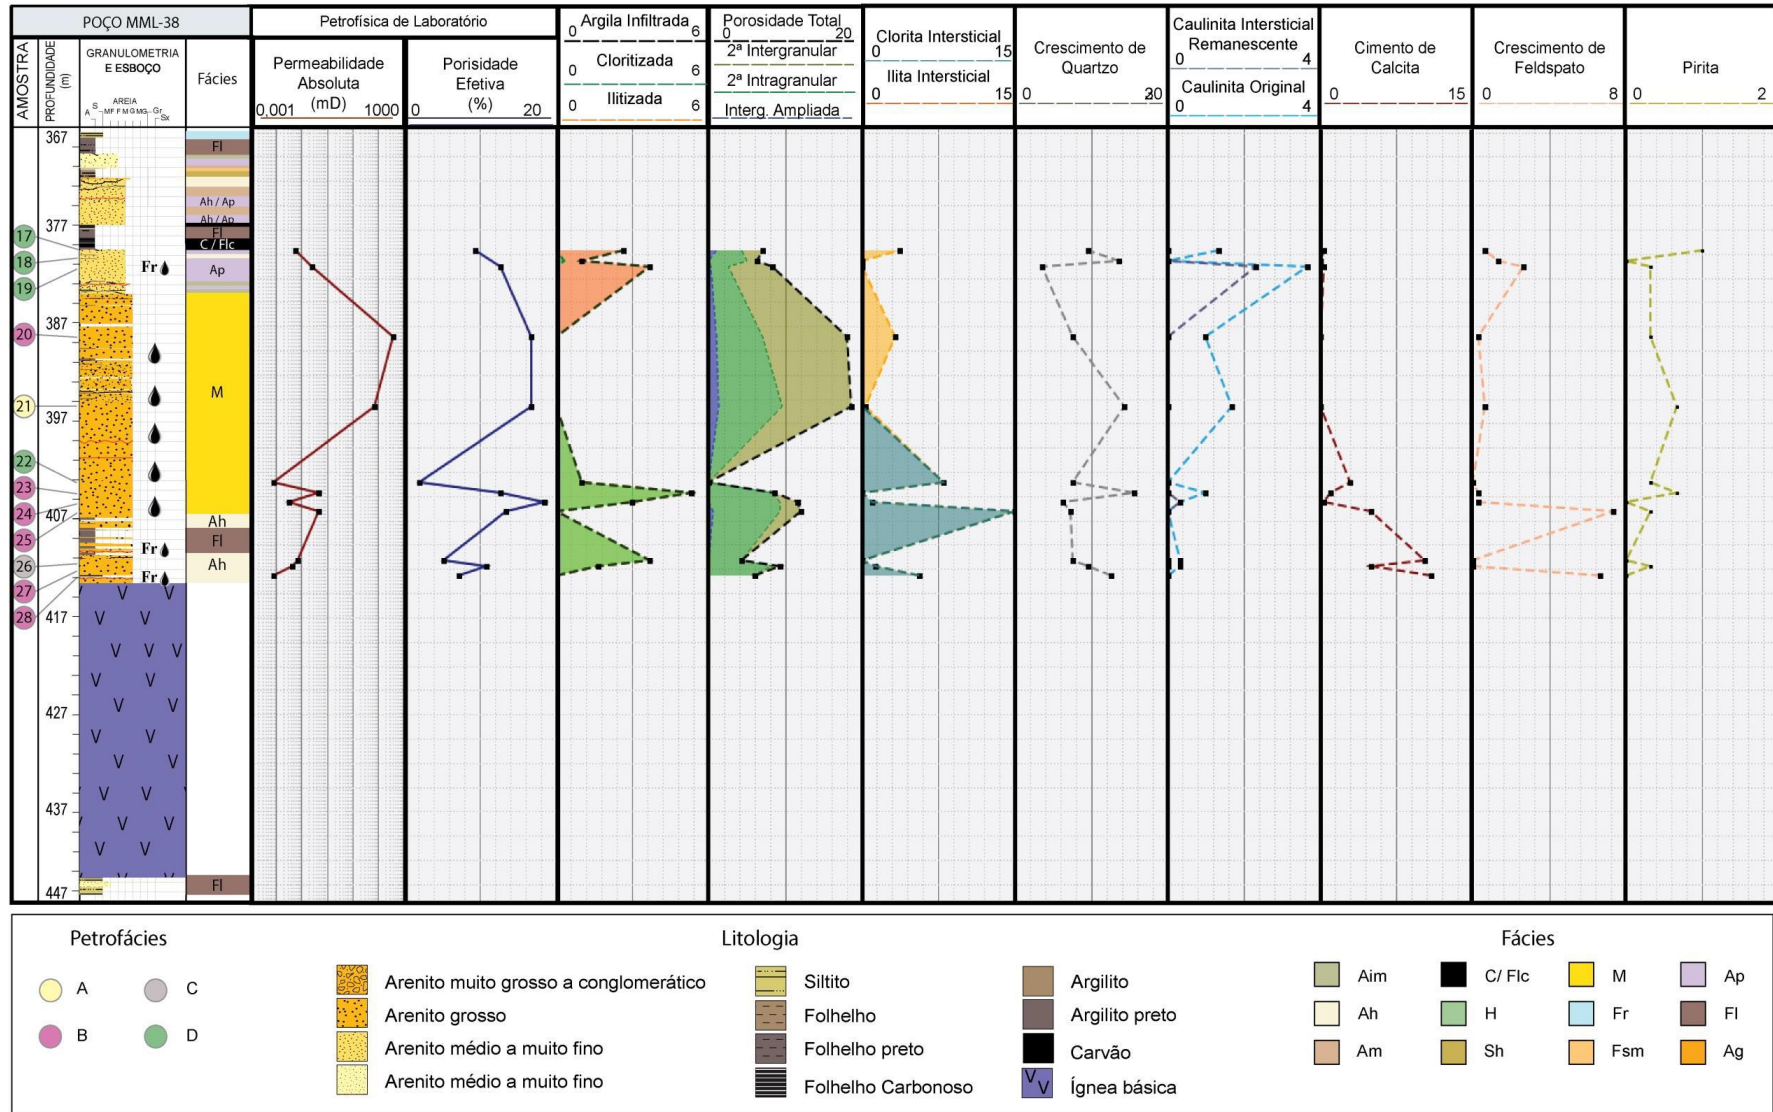 POÇO MML-38
Petrofísica de Laboratório
AMOSTRA
PROFUNDIDADE
(m)
GRANULOMETRIA
E ESBOÇO
AREIA
A S MF F M G MG Gr
Sx
Fácies
Permeabilidade
Absoluta
(mD)
0,001 1000
Porisidade
Efetiva
(%)
0 20
Argila Infiltrada
0 6
Cloritizada
0 6
Ilitizada
0 6
Porosidade Total
0 20
2ª Intergranular
2ª Intragranular
Interg. Ampliada
Clorita Intersticial
0 15
Ilita Intersticial
0 15
Crescimento de
Quartzo
0
Caulinita Intersticial
Remanescente
0 4
Caulinita Original
0 4
Cimento de
Calcita
0 15
Crescimento de
Feldspato
0 8
Pirita
0 2
367
Fl
Ah / Ap
Ah / Ap
377
Fl
17
C / Flc
18
Fr
Ap
19
387
20
M
21
397
22
23
24
407
Ah
25
Fl
Fr
26
Ah
Fr
27
28
417
427
437
Fl
447
Petrofácies
A
C
B
D
Litologia
Arenito muito grosso a conglomerático
Arenito grosso
Arenito médio a muito fino
Arenito médio a muito fino
Siltito
Folhelho
Folhelho preto
Folhelho Carbonoso
Argilito
Argilito preto
Carvão
Ígnea básica
Fácies
Aim
C/ Flc
M
Ap
Ah
H
Fr
Fl
Am
Sh
Fsm
Ag